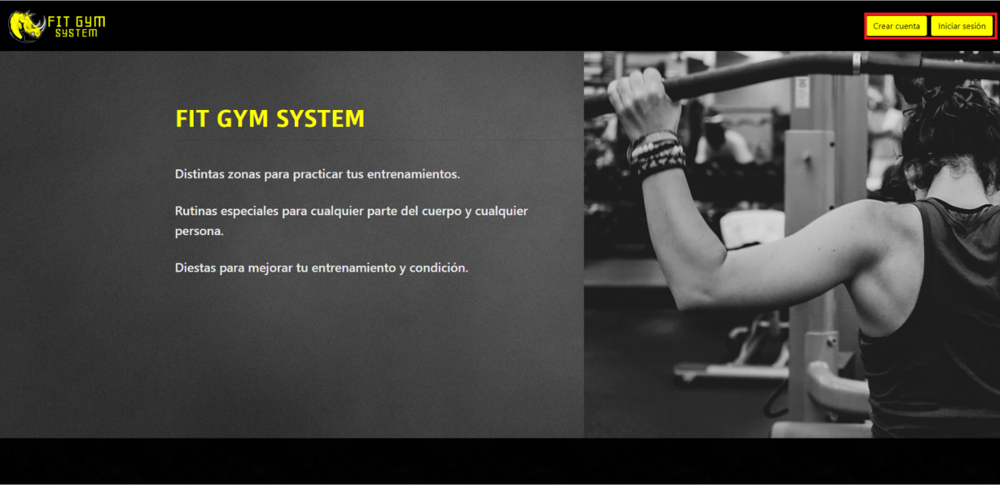 FIT GYM
SYSTEM
Crear cuenta
Iniciar sesión
FIT GYM SYSTEM
Distintas zonas para practicar tus entrenamientos.
Rutinas especiales para cualquier parte del cuerpo y cualquier
persona.
Diestas para mejorar tu entrenamiento y condición.